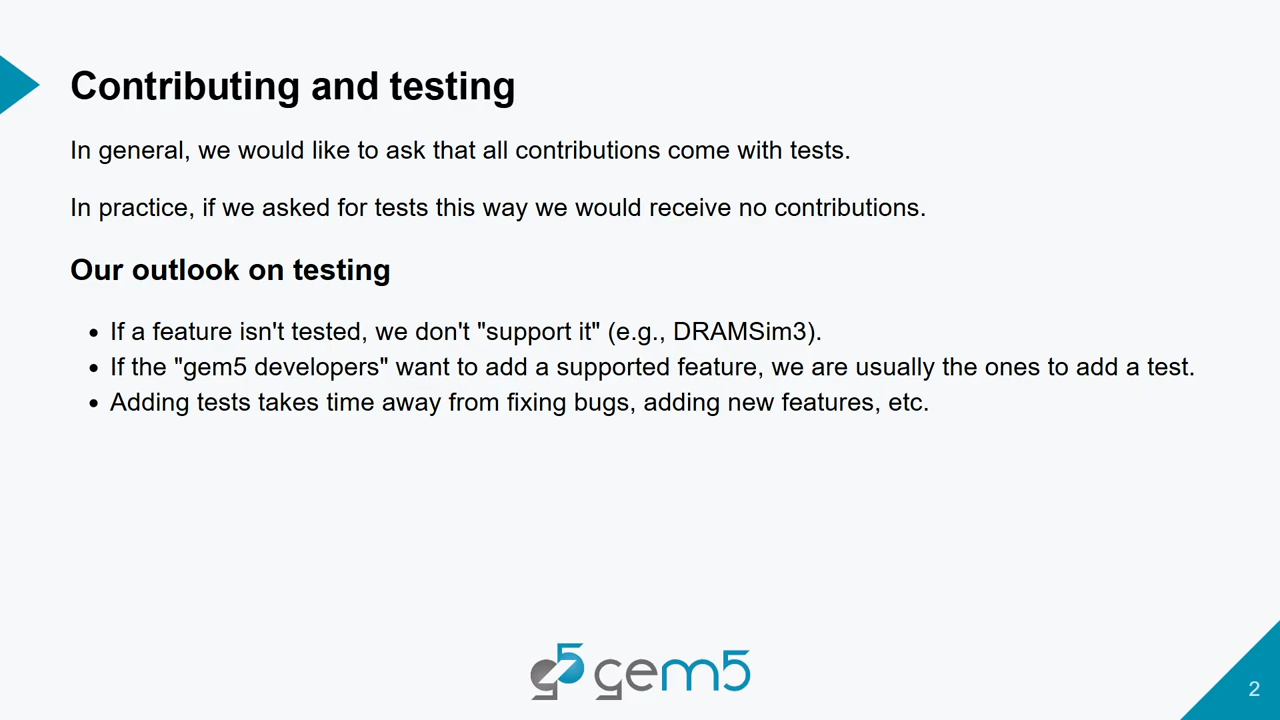 Contributing and testing
In general, we would like to ask that all contributions come with tests.
In practice, if we asked for tests this way we would receive no contributions.
Our outlook on testing
• If a feature isn't tested, we don't "support it" (e.g., DRAMSim3).
• If the "gem5 developers" want to add a supported feature, we are usually the ones to add a test.
• Adding tests takes time away from fixing bugs, adding new features, etc.
g5 gem5
2